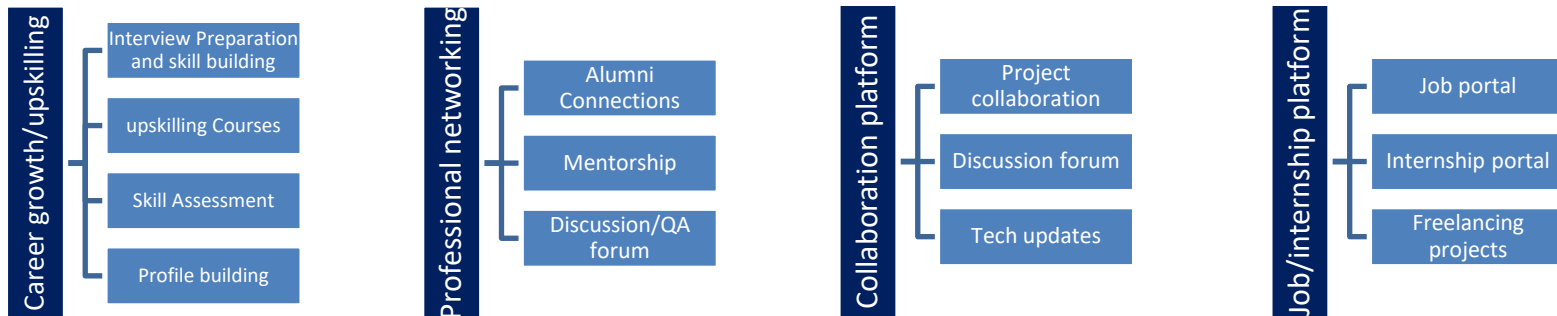 Career growth/upskilling
Interview Preparation
and skill building
upskilling Courses
Skill Assessment
Profile building
Professional networking
Alumni
Connections
Mentorship
Discussion/QA
forum
Collaboration platform
Project
collaboration
Discussion forum
Tech updates
Job/internship platform
Job portal
Internship portal
Freelancing
projects